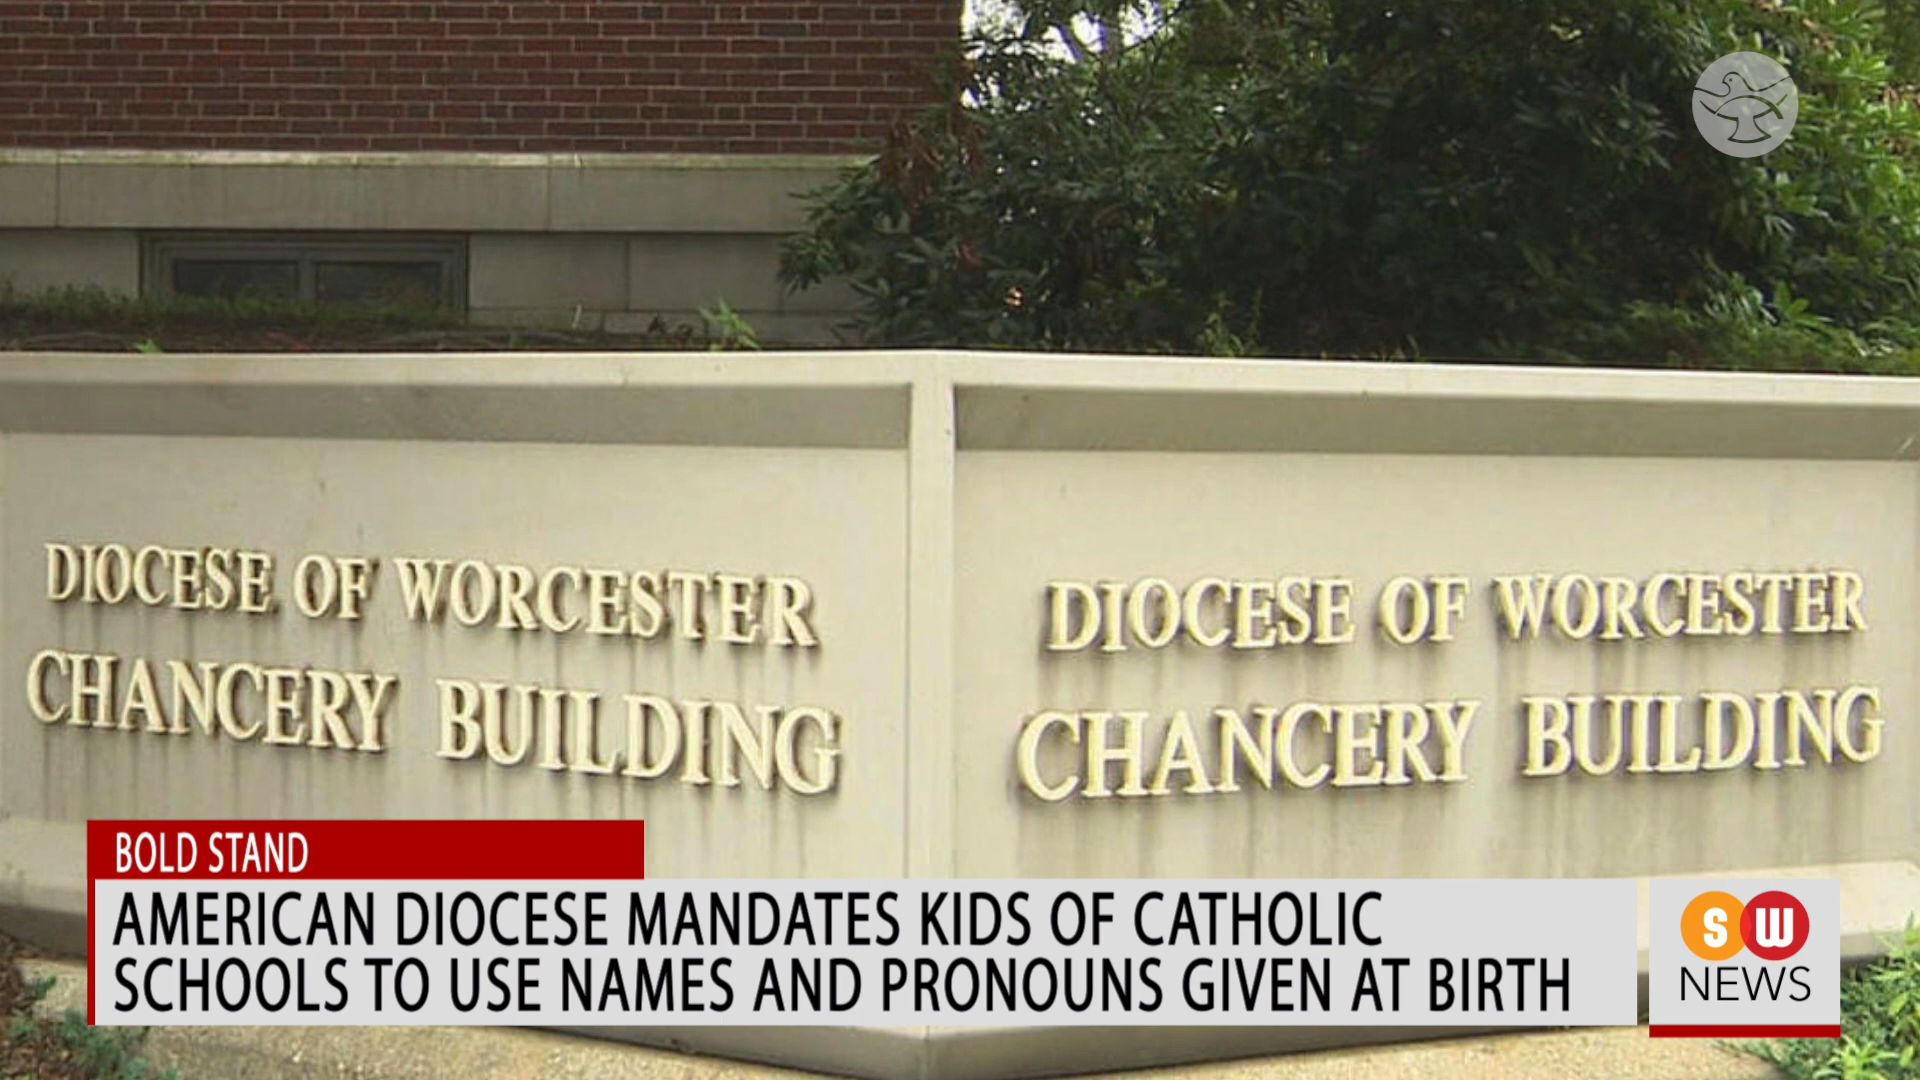 DIOCESE OF WORCESTER
CHANCERY BUILDING
DIOCESE OF WORCESTER
CHANCERY BUILDING
BOLD STAND
AMERICAN DIOCESE MANDATES KIDS OF CATHOLIC
SCHOOLS TO USE NAMES AND PRONOUNS GIVEN AT BIRTH
SW
NEWS